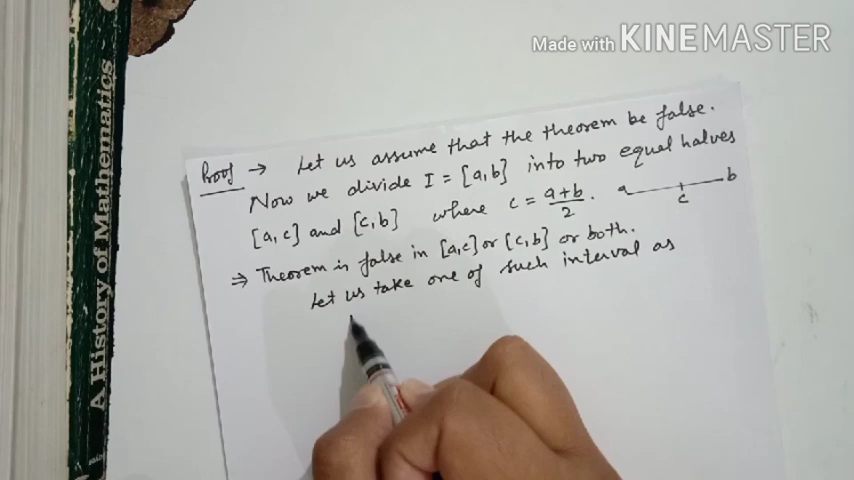 Made with KINEMASTER
A History of Mathematics
Proof → Let us assume that the theorem be false.
Now we divide I = [a,b] into two equal halves
[a,c] and [c,b] where c = a+b/2. a c b
⇒ Theorem is false in [a,c] or [c,b] or both.
Let us take one of such interval as